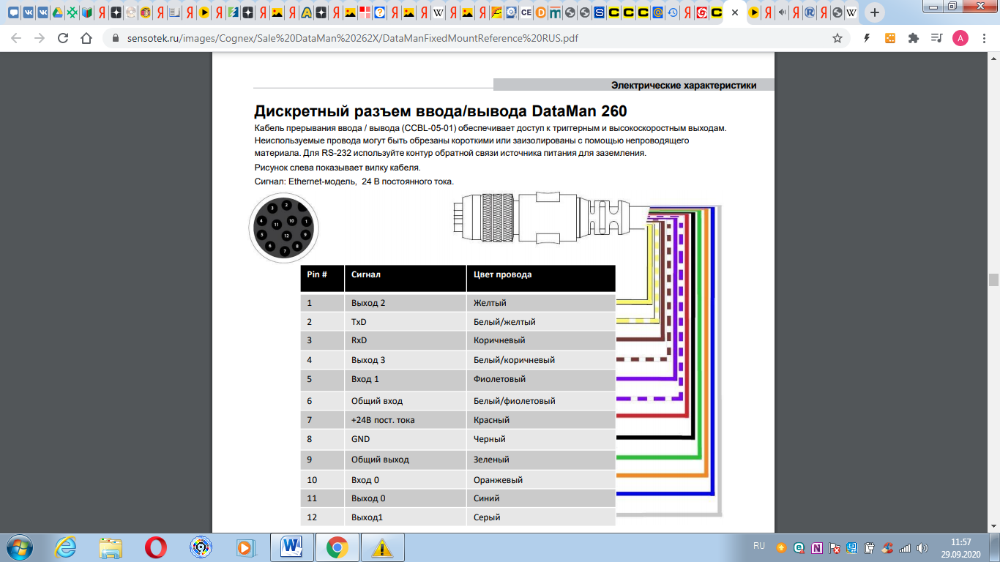 sensotek.ru/images/Cognex/Sale%20DataMan%20262X/DataManFixedMountReference%20RUS.pdf
Электрические характеристики
Дискретный разъем ввода/вывода DataMan 260
Кабель прерывания ввода / вывода (CCBL-05-01) обеспечивает доступ к триггерным и высокоскоростным выходам.
Неиспользуемые провода могут быть обрезаны короткими или заизолированы с помощью непроводящего
материала. Для RS-232 используйте контур обратной связи источника питания для заземления.
Рисунок слева показывает вилку кабеля.
Сигнал: Ethernet-модель, 24 В постоянного тока.
2
3
4
11
10
1
5
12
9
6
7
8
Pin # Сигнал Цвет провода
1 Выход 2 Желтый
2 TxD Белый/желтый
3 RxD Коричневый
4 Выход 3 Белый/коричневый
5 Вход 1 Фиолетовый
6 Общий вход Белый/фиолетовый
7 +24В пост. тока Красный
8 GND Черный
9 Общий выход Зеленый
10 Вход 0 Оранжевый
11 Выход 0 Синий
12 Выход1 Серый
RU
11:57
29.09.2020